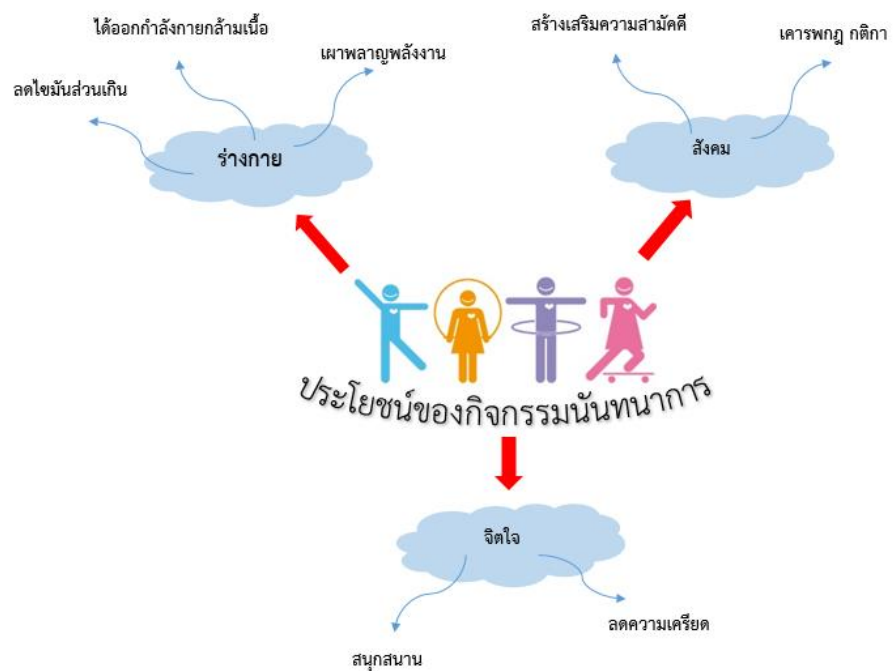 ได้ออกกำลังกายกล้ามเนื้อ
สร้างเสริมความสามัคคี
เคารพกฎ กติกา
เผาพลาญพลังงาน
ลดไขมันส่วนเกิน
ร่างกาย
สังคม
ประโยชน์ของกิจกรรมนันทนาการ
จิตใจ
ลดความเครียด
สนุกสนาน